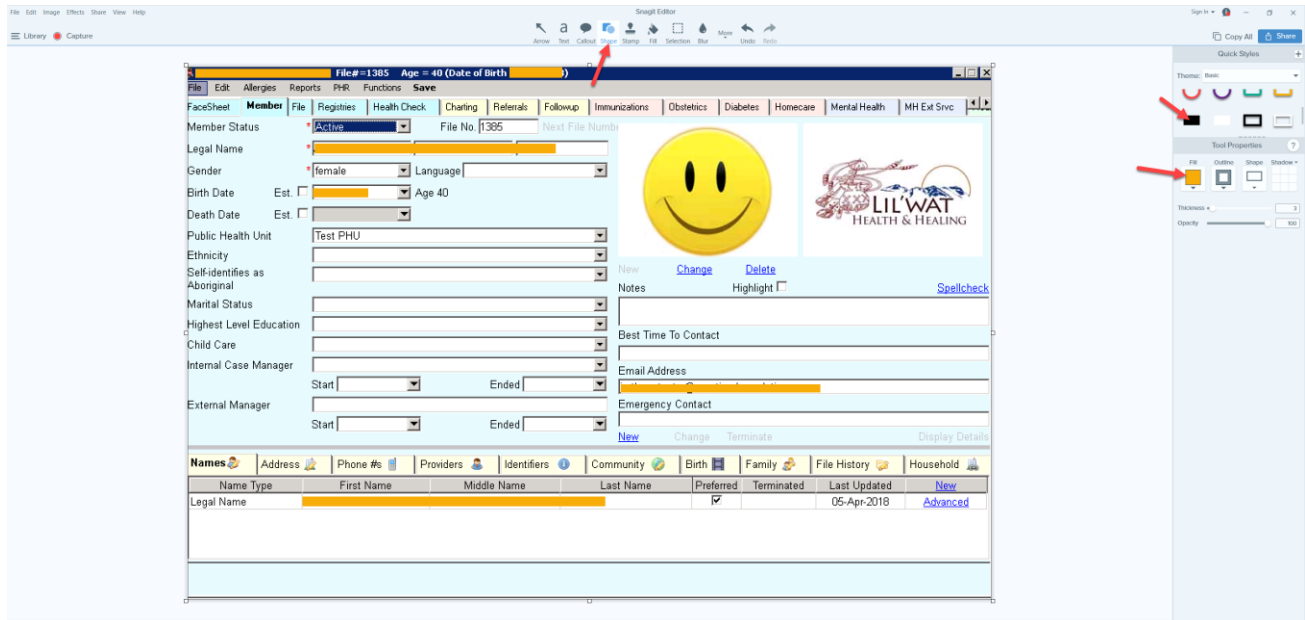 File Edit Image Effects Share View Help
Snagit Editor
Sign In
Library Capture
Arrow Text Callout Shape Stamp Fill Selection Blur More Undo Redo
Copy All Share
Quick Styles
Theme: Basic
Tool Properties ?
Fill Outline Shape Shadow
Thickness 3
Opacity 100
File#=1385 Age = 40 (Date of Birth )
File Edit Allergies Reports PHR Functions Save
FaceSheet Member File Registries Health Check Charting Referrals Followup Immunizations Obstetics Diabetes Homecare Mental Health MH Ext Srvc
Member Status * Active File No. 1385 Next File Numbe
Legal Name *
Gender * female Language
Birth Date Est. Age 40
Death Date Est.
Public Health Unit Test PHU
Ethnicity
Self-identifies as
Aboriginal
Marital Status
Highest Level Education
Child Care
Internal Case Manager
Start Ended
External Manager
Start Ended
LIL'WAT
HEALTH & HEALING
New Change Delete
Notes Highlight Spellcheck
Best Time To Contact
Email Address
Emergency Contact
New Change Terminate Display Details
Names Address Phone #s Providers Identifiers Community Birth Family File History Household
Name Type First Name Middle Name Last Name Preferred Terminated Last Updated New
Legal Name 05-Apr-2018 Advanced